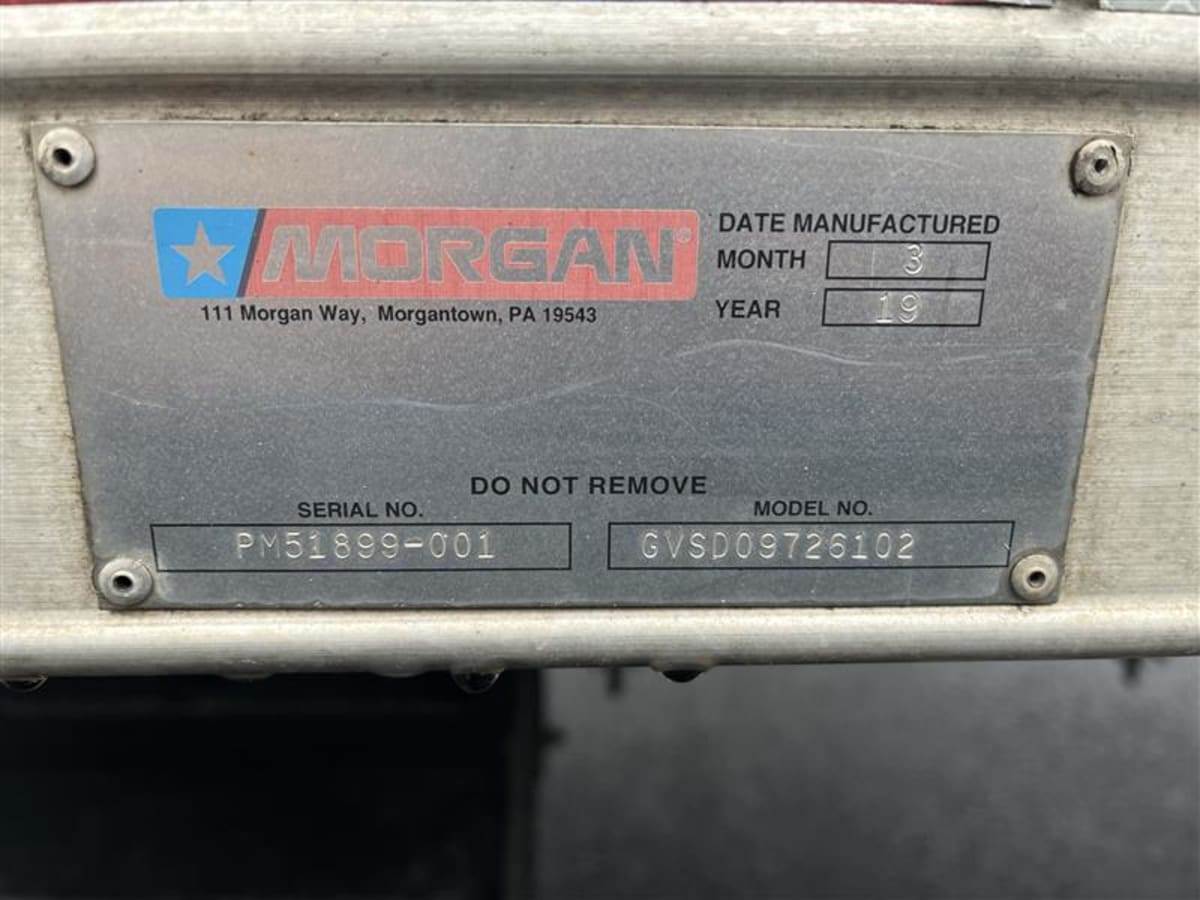 MORGAN®
111 Morgan Way, Morgantown, PA 19543
DATE MANUFACTURED
MONTH 3
YEAR 19
DO NOT REMOVE
SERIAL NO.
PM51899-001
MODEL NO.
GVSD09726102